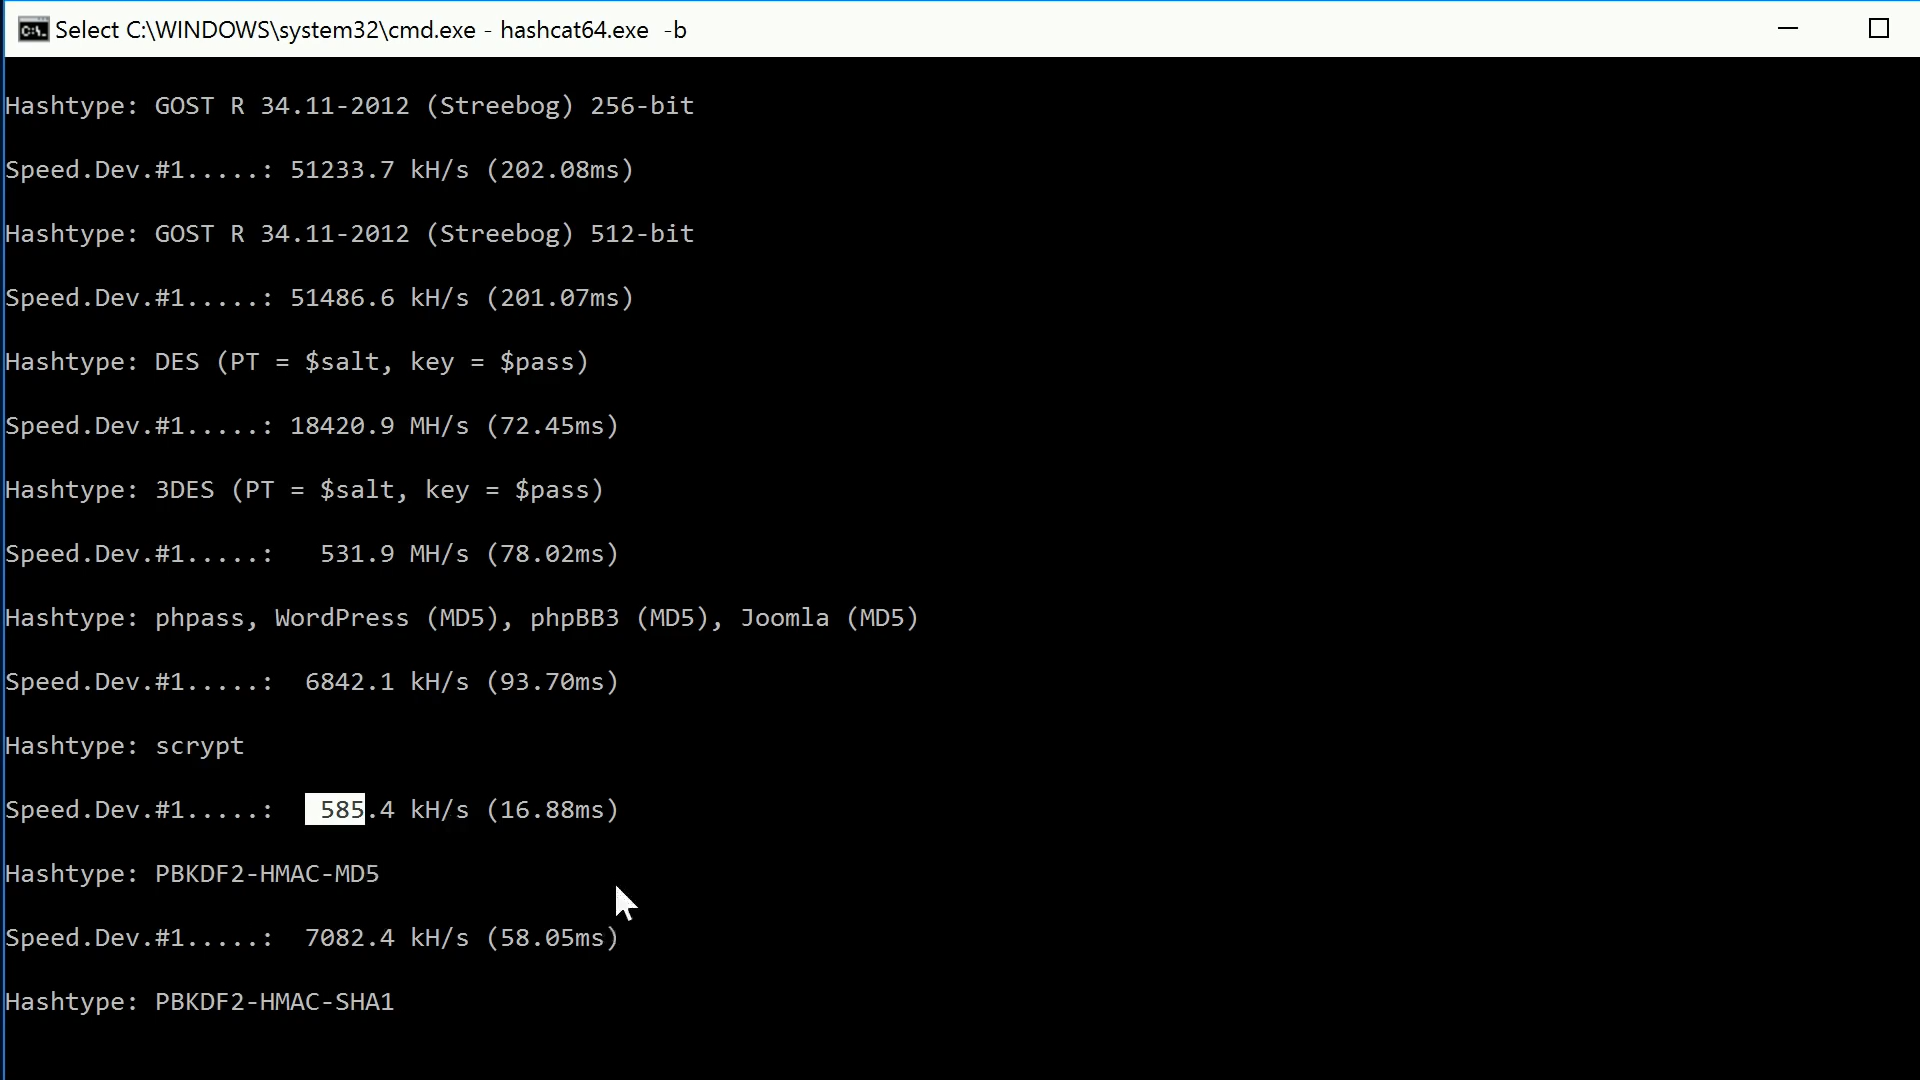 Select C:\WINDOWS\system32\cmd.exe - hashcat64.exe -b
Hashtype: GOST R 34.11-2012 (Streebog) 256-bit
Speed.Dev.#1.....: 51233.7 kH/s (202.08ms)
Hashtype: GOST R 34.11-2012 (Streebog) 512-bit
Speed.Dev.#1.....: 51486.6 kH/s (201.07ms)
Hashtype: DES (PT = $salt, key = $pass)
Speed.Dev.#1.....: 18420.9 MH/s (72.45ms)
Hashtype: 3DES (PT = $salt, key = $pass)
Speed.Dev.#1.....:   531.9 MH/s (78.02ms)
Hashtype: phpass, WordPress (MD5), phpBB3 (MD5), Joomla (MD5)
Speed.Dev.#1.....:  6842.1 kH/s (93.70ms)
Hashtype: scrypt
Speed.Dev.#1.....:   585.4 kH/s (16.88ms)
Hashtype: PBKDF2-HMAC-MD5
Speed.Dev.#1.....:  7082.4 kH/s (58.05ms)
Hashtype: PBKDF2-HMAC-SHA1